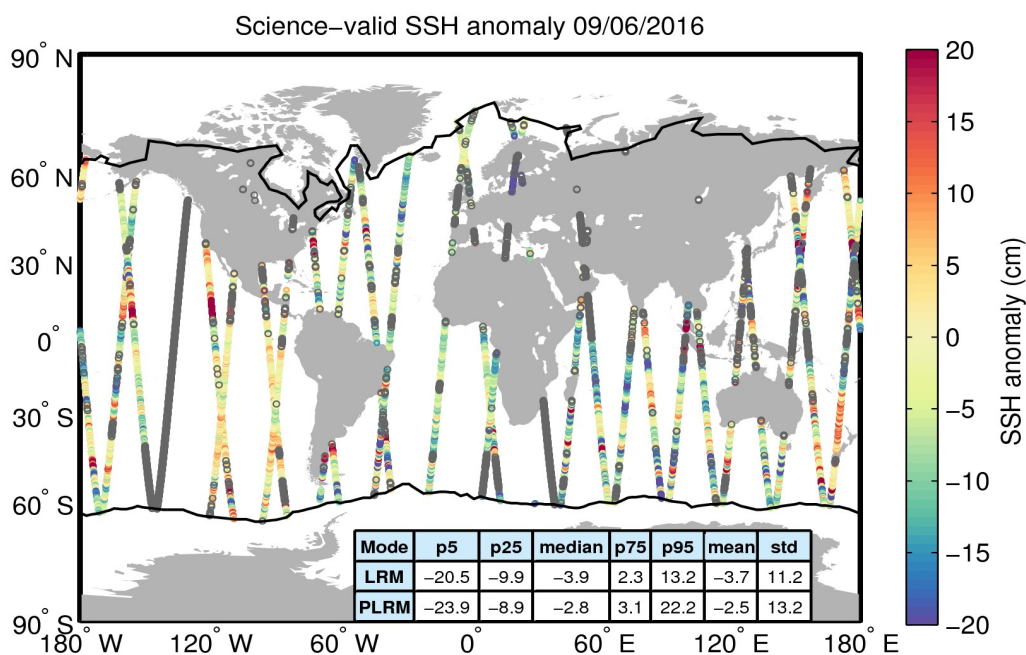 Science−valid SSH anomaly 09/06/2016
90° N
60° N
30° N
0°
30° S
60° S
90° S
180° W
120° W
60° W
0°
60° E
120° E
180° E
20
15
10
5
0
−5
−10
−15
−20
SSH anomaly (cm)
Mode p5 p25 median p75 p95 mean std
LRM −20.5 −9.9 −3.9 2.3 13.2 −3.7 11.2
PLRM −23.9 −8.9 −2.8 3.1 22.2 −2.5 13.2